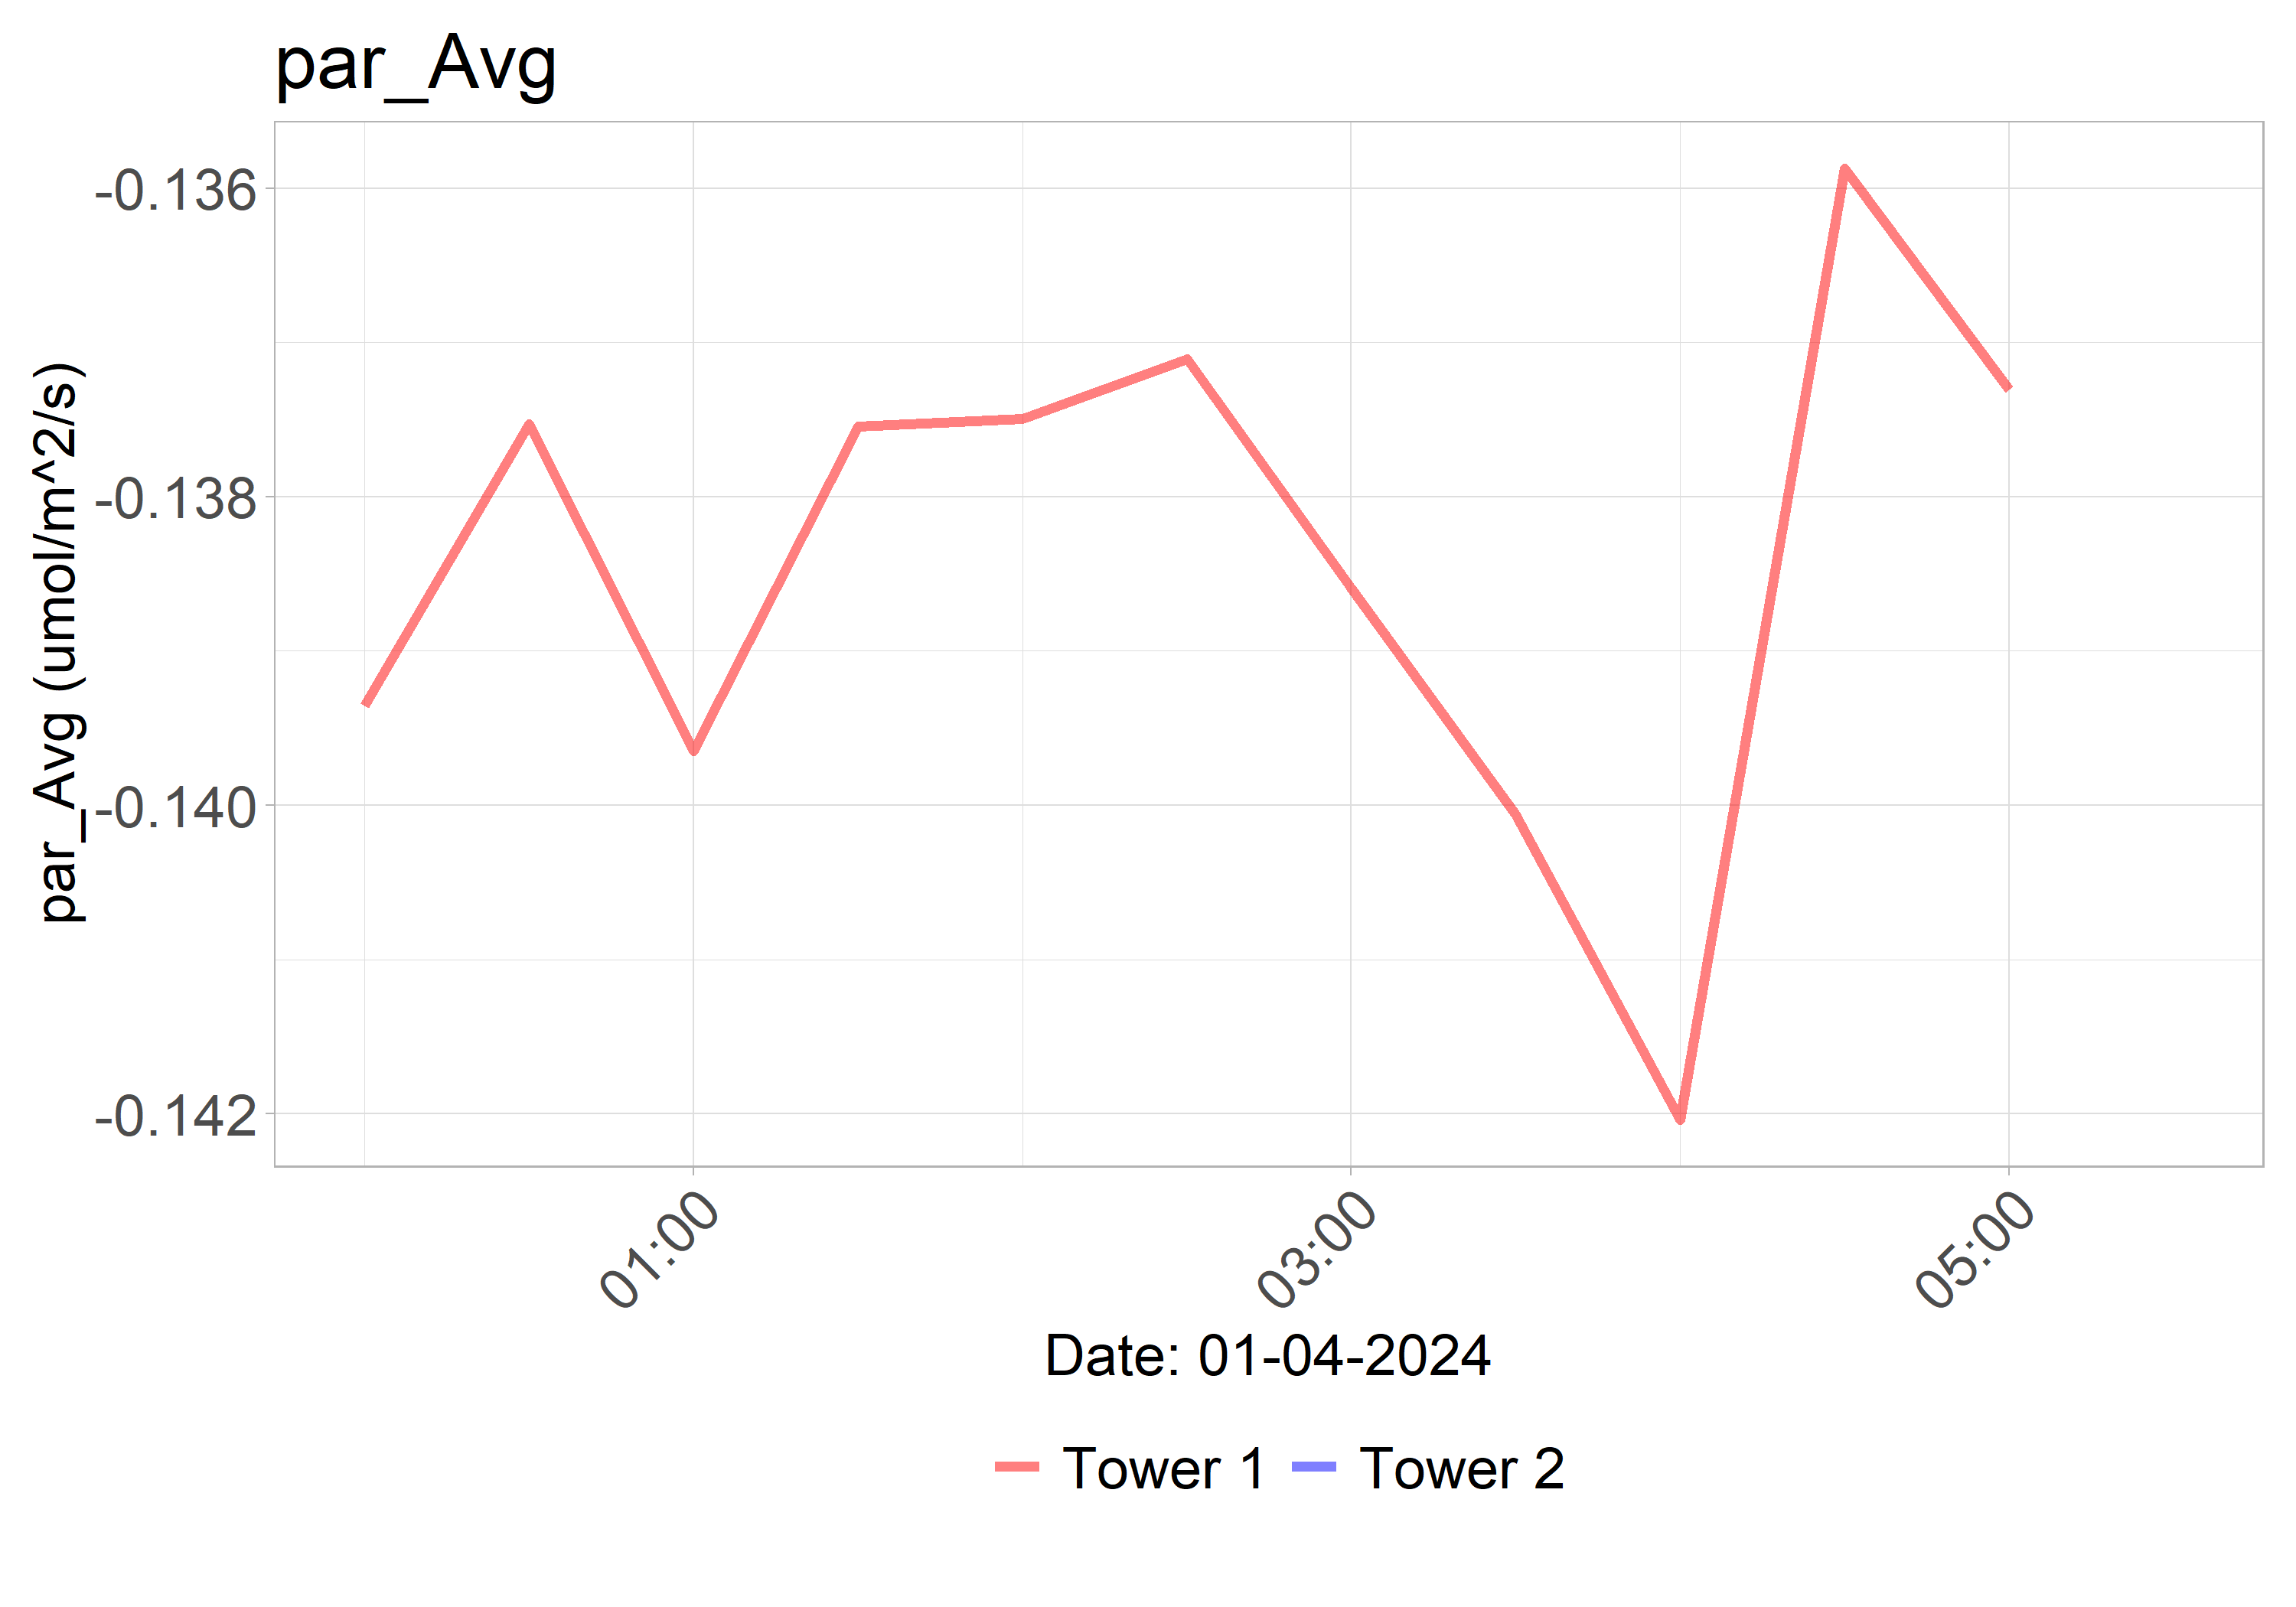 par_Avg
par_Avg (umol/m^2/s)
-0.136
-0.138
-0.140
-0.142
01:00
03:00
05:00
Date: 01-04-2024
Tower 1
Tower 2